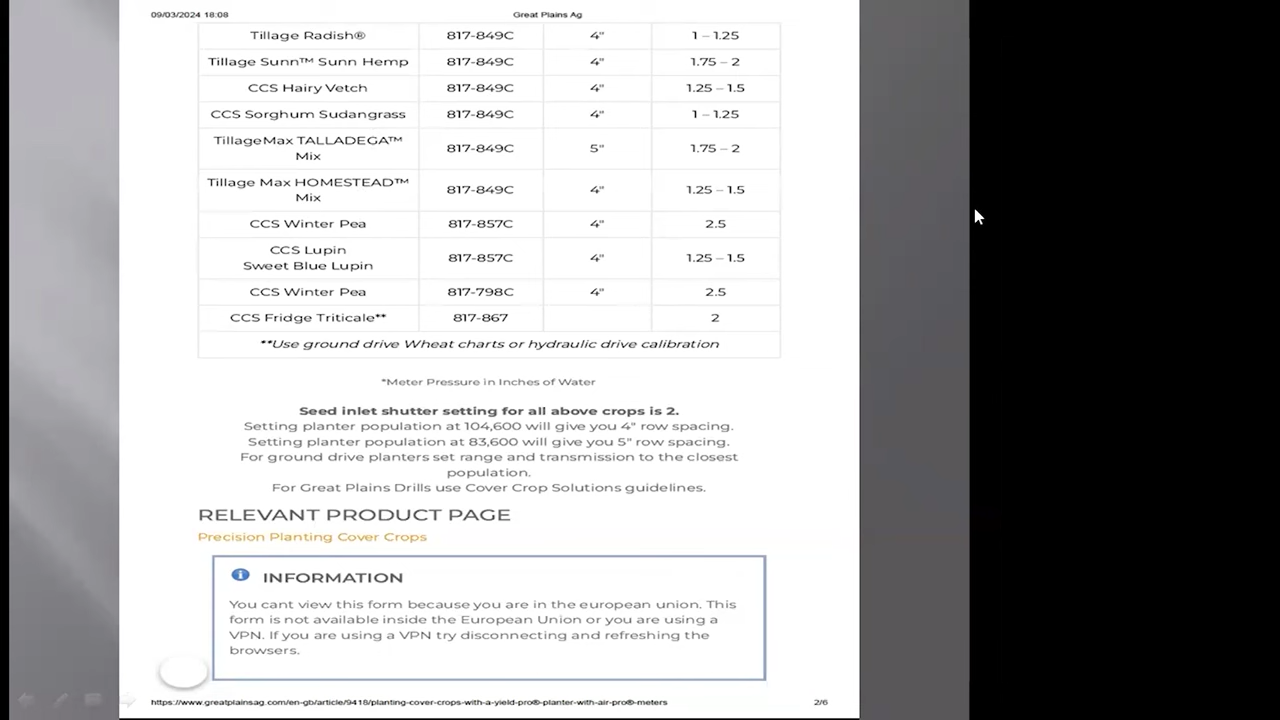 09/03/2024 18:08 Great Plains Ag
Tillage Radish® 817-849C 4" 1 – 1.25
Tillage Sunn™ Sunn Hemp 817-849C 4" 1.75 – 2
CCS Hairy Vetch 817-849C 4" 1.25 – 1.5
CCS Sorghum Sudangrass 817-849C 4" 1 – 1.25
TillageMax TALLADEGA™
Mix 817-849C 5" 1.75 – 2
Tillage Max HOMESTEAD™
Mix 817-849C 4" 1.25 – 1.5
CCS Winter Pea 817-857C 4" 2.5
CCS Lupin
Sweet Blue Lupin 817-857C 4" 1.25 – 1.5
CCS Winter Pea 817-798C 4" 2.5
CCS Fridge Triticale** 817-867 2
**Use ground drive Wheat charts or hydraulic drive calibration
*Meter Pressure in Inches of Water
Seed inlet shutter setting for all above crops is 2.
Setting planter population at 104,600 will give you 4" row spacing.
Setting planter population at 83,600 will give you 5" row spacing.
For ground drive planters set range and transmission to the closest
population.
For Great Plains Drills use Cover Crop Solutions guidelines.
RELEVANT PRODUCT PAGE
Precision Planting Cover Crops
INFORMATION
You cant view this form because you are in the european union. This
form is not available inside the European Union or you are using a
VPN. If you are using a VPN try disconnecting and refreshing the
browsers.
https://www.greatplainsag.com/en-gb/article/9418/planting-cover-crops-with-a-yield-pro®-planter-with-air-pro®-meters 2/6